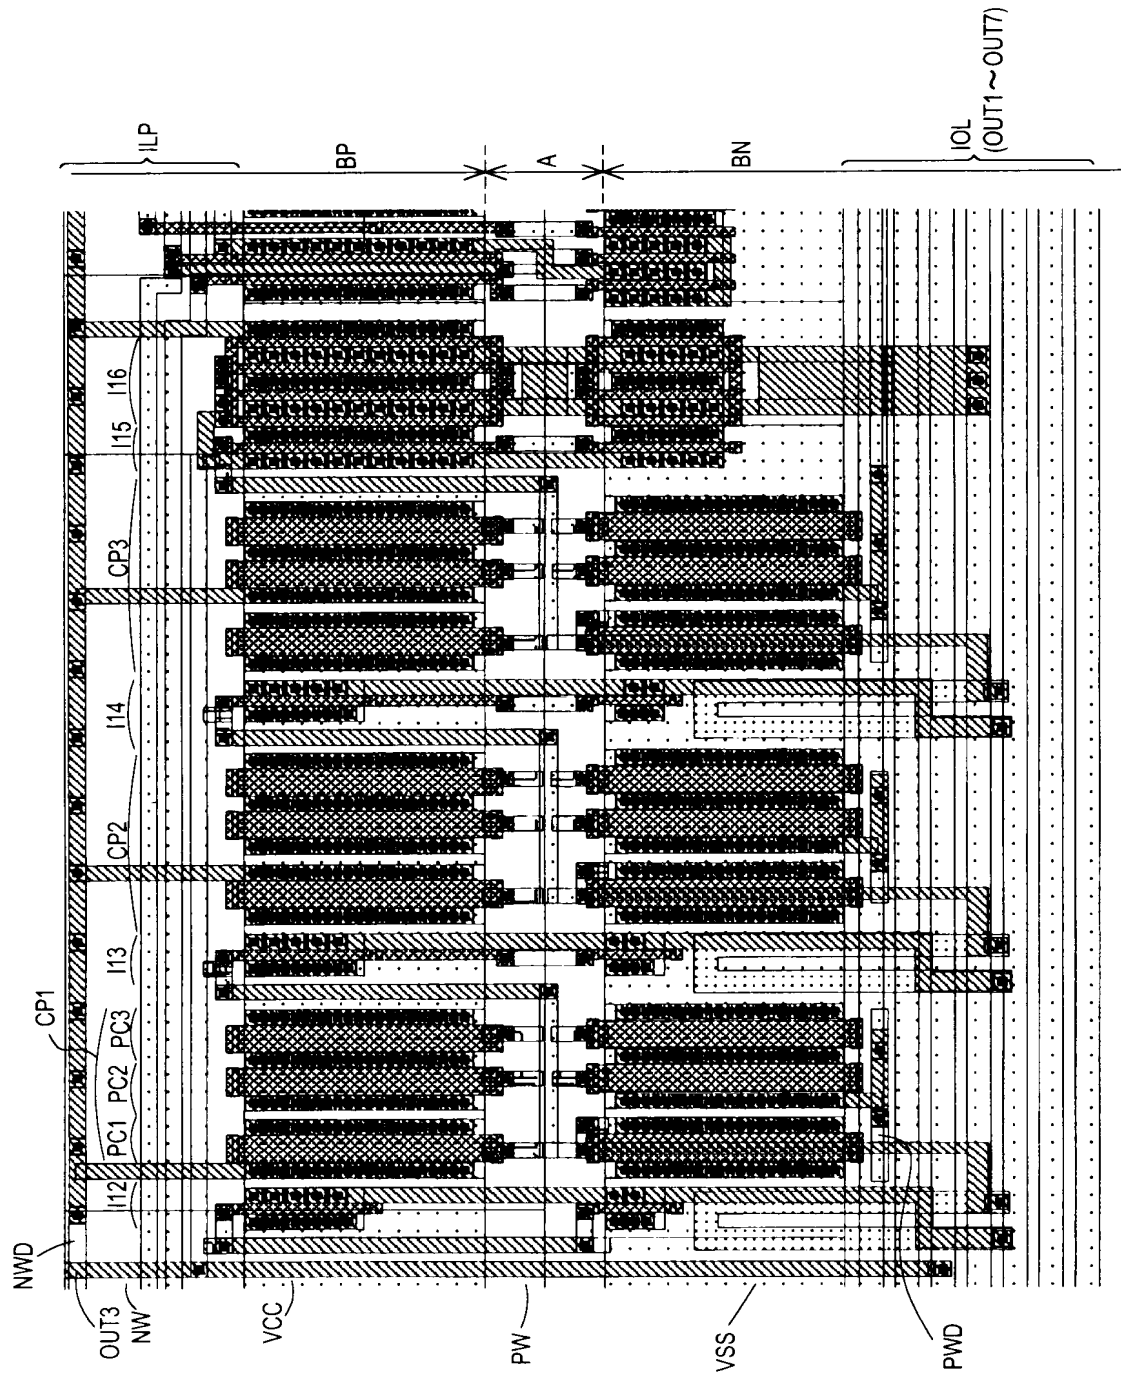 ILP
BP
A
BN
IOL
(OUT1～OUT7)
I16
I15
CP3
I14
CP2
I13
CP1
PC3
PC2
PC1
I12
NWD
OUT3
NW
VCC
PW
VSS
PWD